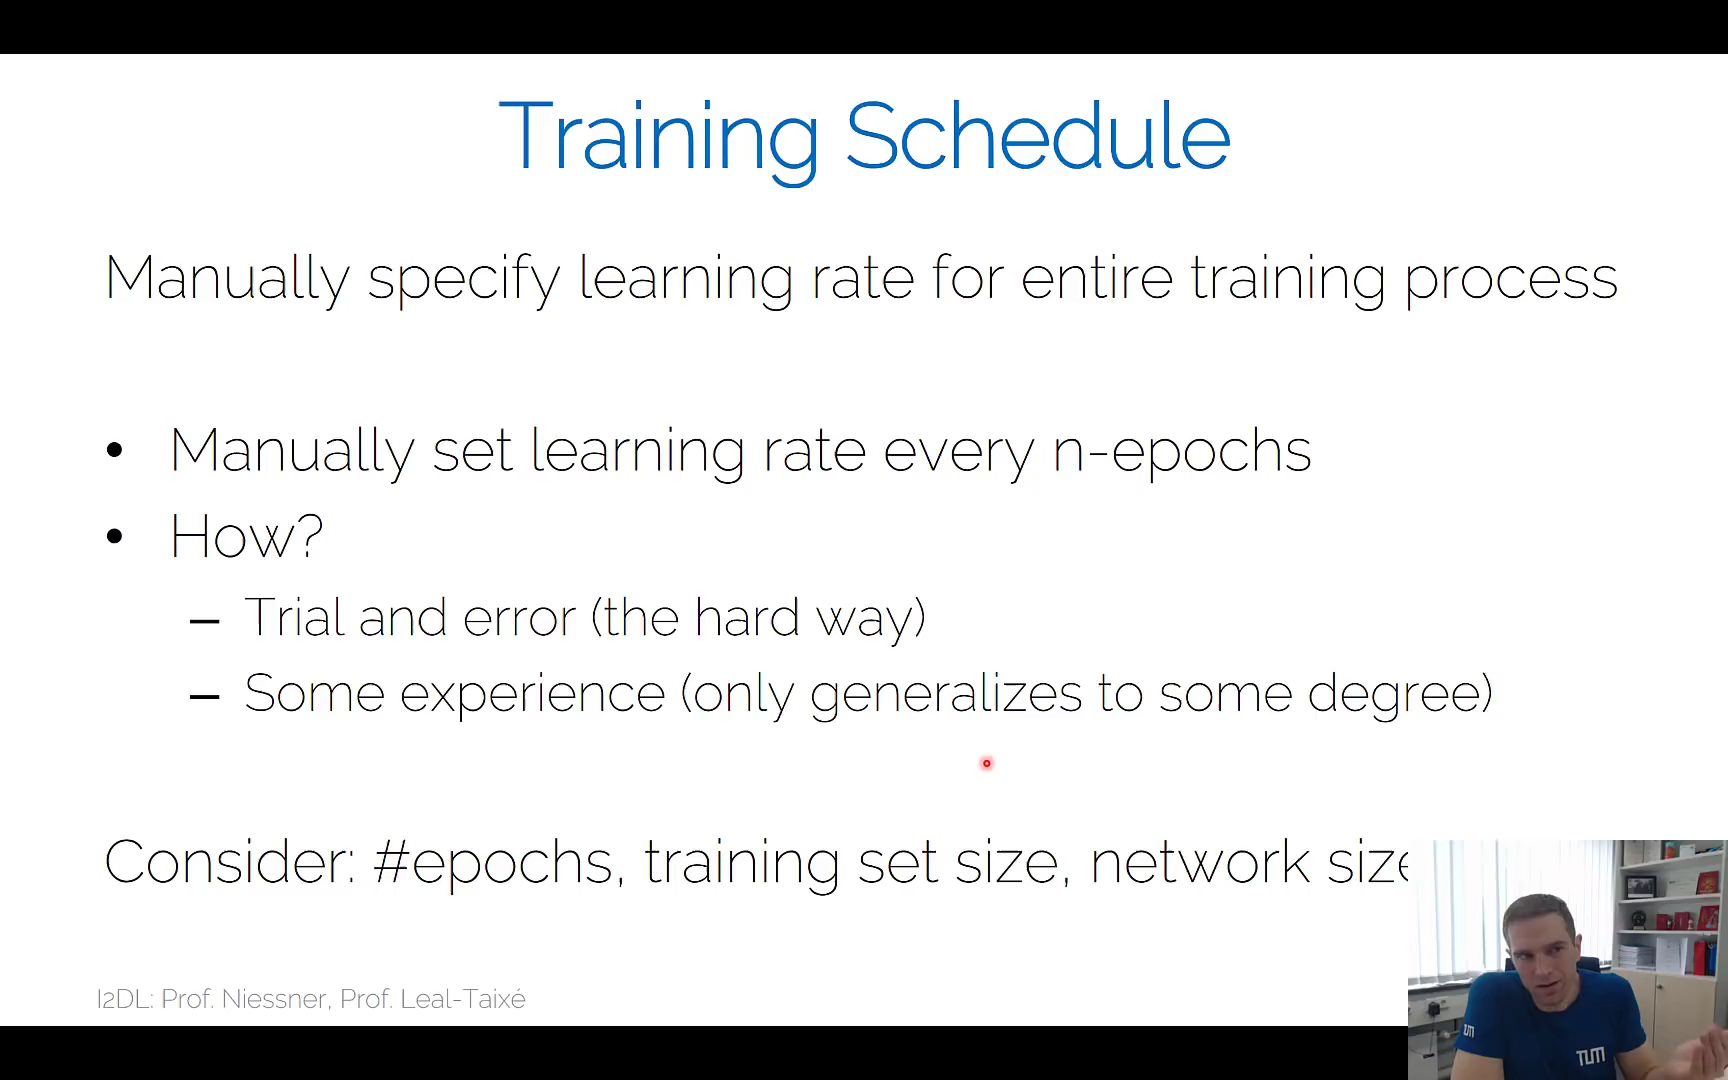 Training Schedule
Manually specify learning rate for entire training process
• Manually set learning rate every n-epochs
• How?
– Trial and error (the hard way)
– Some experience (only generalizes to some degree)
Consider: #epochs, training set size, network size
I2DL: Prof. Niessner, Prof. Leal-Taixé
TUM
TUM